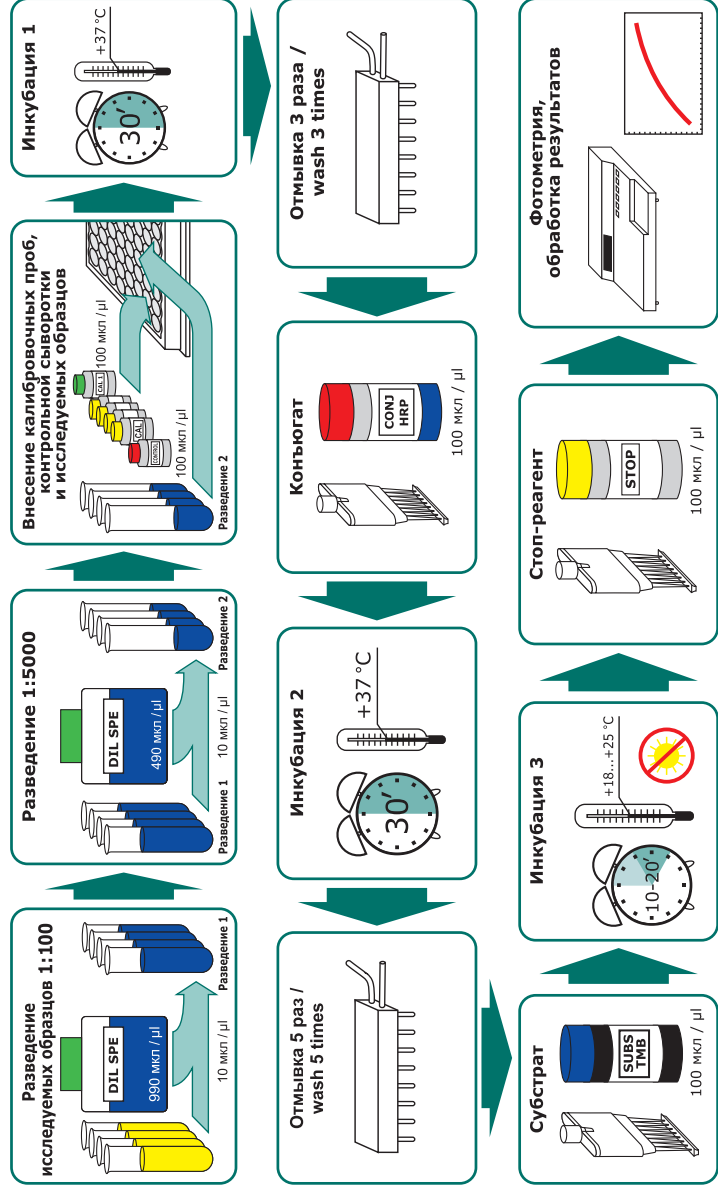 Разведение
исследуемых образцов 1:100
DIL SPE
990 мкл / µl
10 мкл / µl
Разведение 1
Разведение 1:5000
DIL SPE
490 мкл / µl
10 мкл / µl
Разведение 1
Разведение 2
Внесение калибровочных проб,
контрольной сыворотки
и исследуемых образцов
CAL 1
CAL
CONTROL
100 мкл / µl
100 мкл / µl
Разведение 2
Инкубация 1
30′
+37 °C
Отмывка 3 раза /
wash 3 times
Конъюгат
CONJ
HRP
100 мкл / µl
Инкубация 2
30′
+37 °C
Отмывка 5 раз /
wash 5 times
Субстрат
SUBS
TMB
100 мкл / µl
Инкубация 3
10-20′
+18...+25 °C
Стоп-реагент
STOP
100 мкл / µl
Фотометрия,
обработка результатов